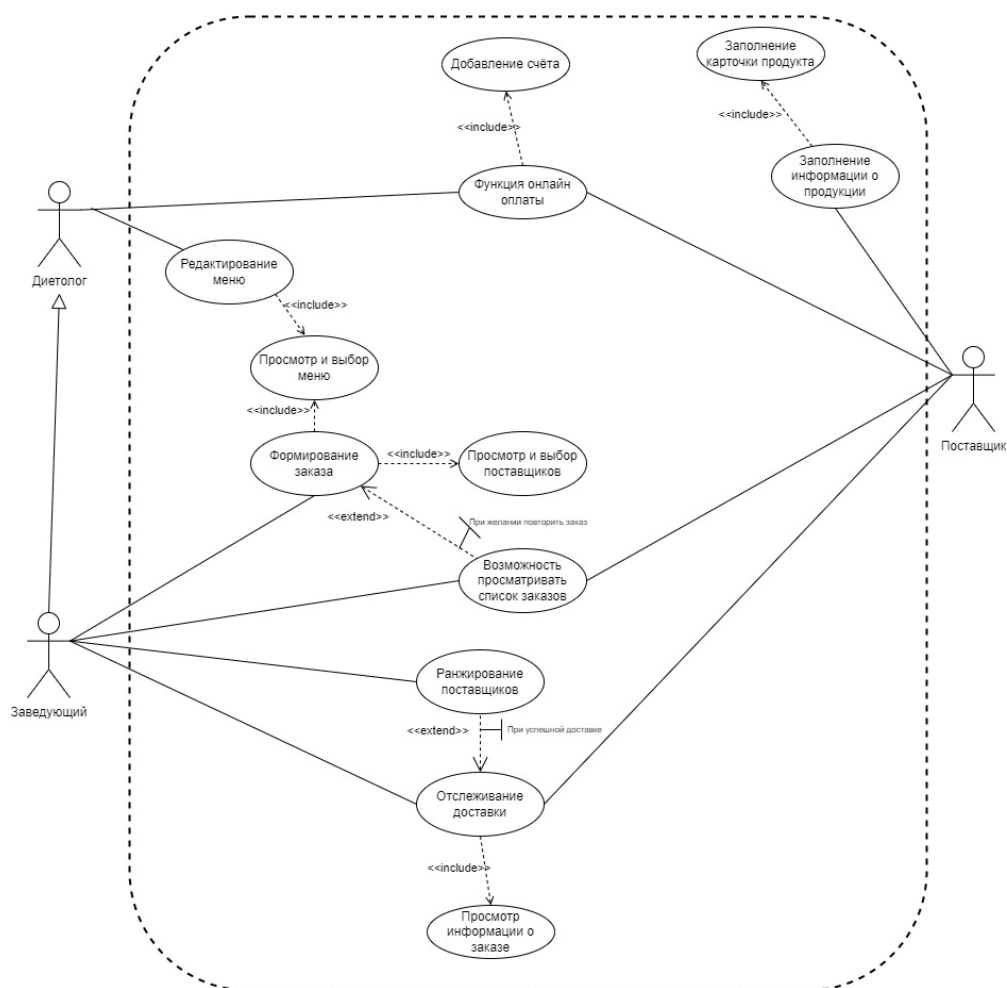 Добавление счёта
Заполнение
карточки продукта
<<include>>
<<include>>
Функция онлайн
оплаты
Заполнение
информации о
продукции
Диетолог
Редактирование
меню
<<include>>
Просмотр и выбор
меню
<<include>>
Поставщик
Формирование
заказа
<<include>>
Просмотр и выбор
поставщиков
<<extend>>
При желании повторить заказ
Возможность
просматривать
список заказов
Заведующий
Ранжирование
поставщиков
<<extend>>
При успешной доставке
Отслеживание
доставки
<<include>>
Просмотр
информации о
заказе